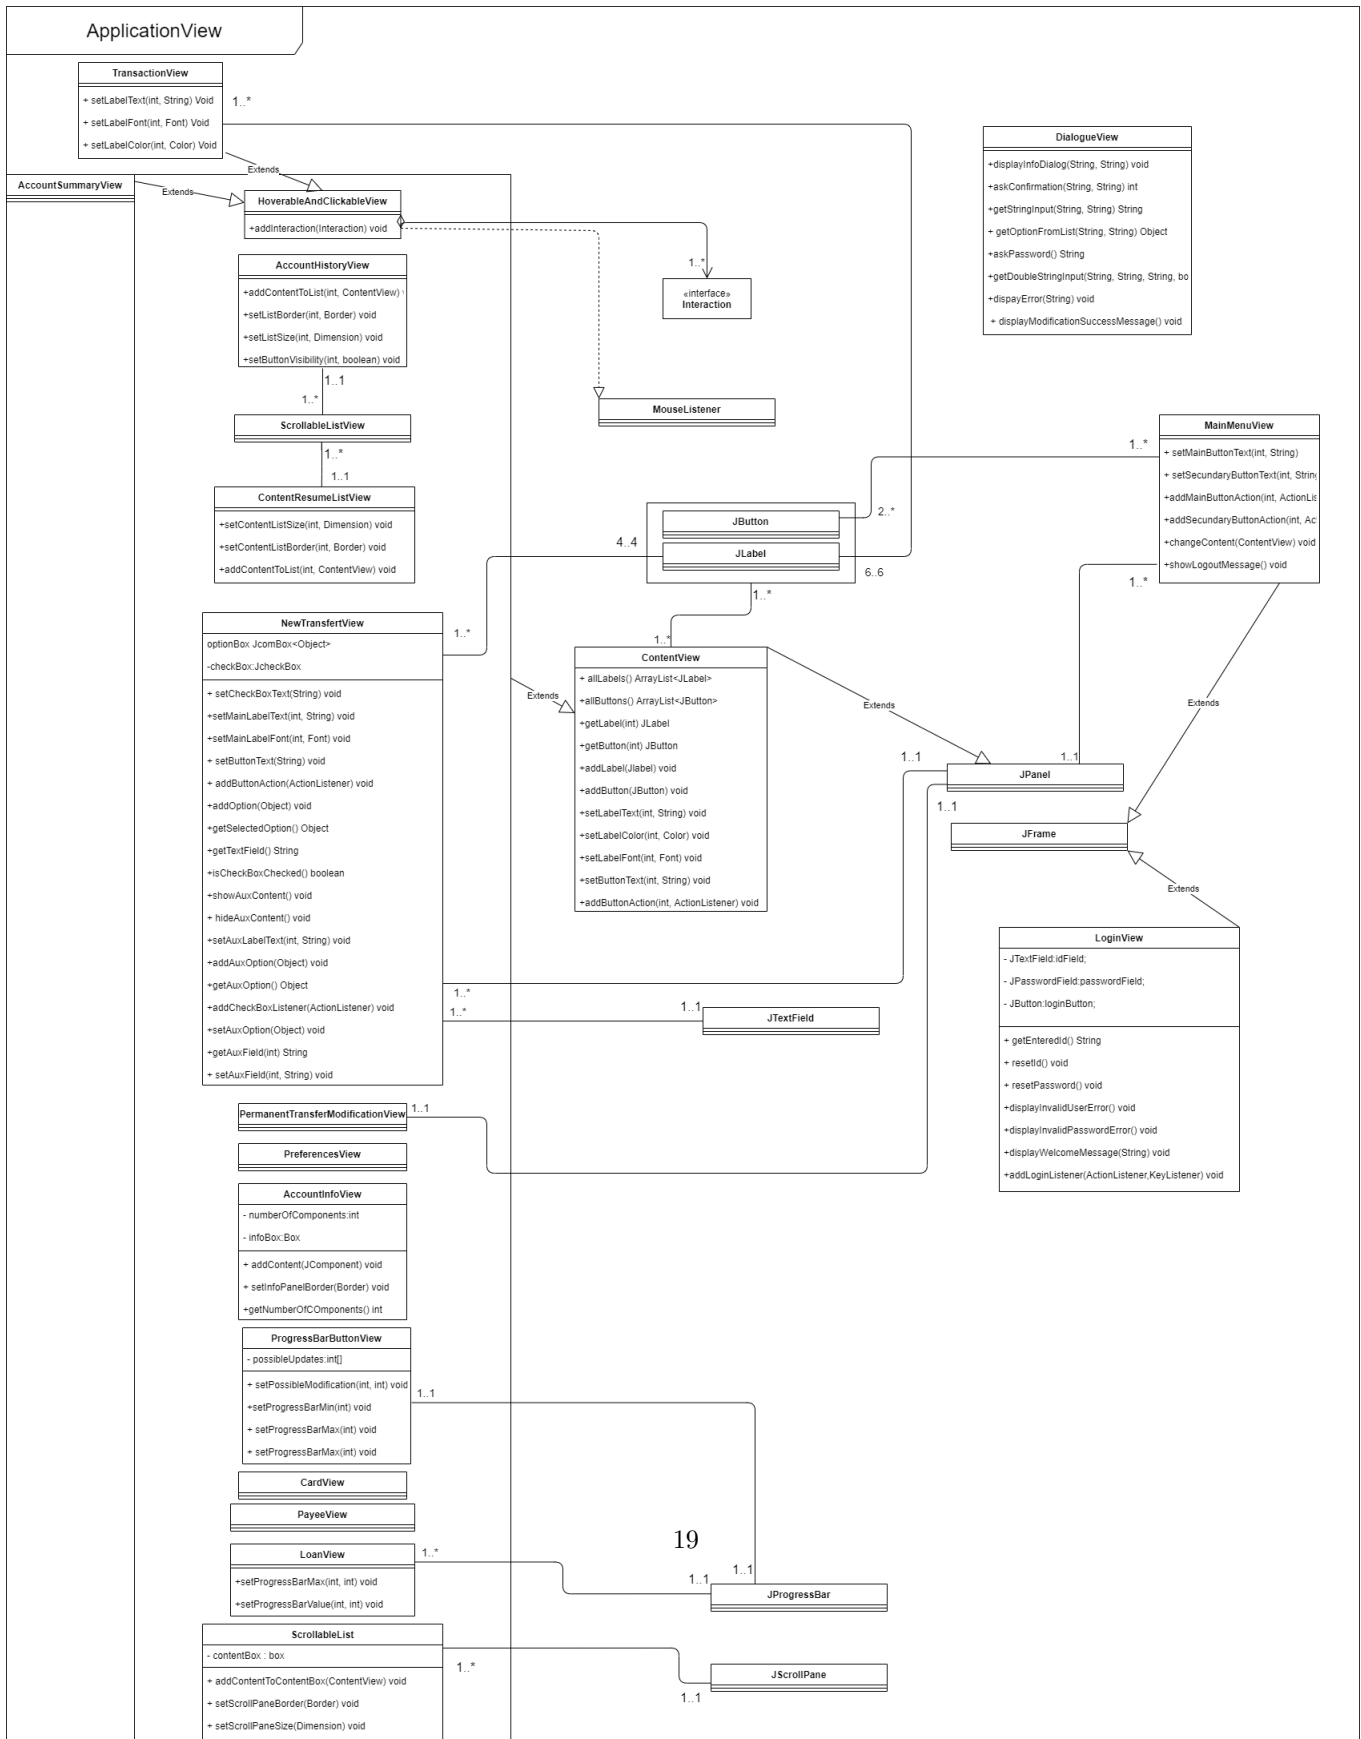 ApplicationView
TransactionView
+ setLabelText(int, String) Void
+ setLabelFont(int, Font) Void
+ setLabelColor(int, Color) Void
1..*
Extends
AccountSummaryView
Extends
HoverableAndClickableView
+addInteraction(Interaction) void
1..*
«interface»
Interaction
MouseListener
DialogueView
+displayInfoDialog(String, String) void
+askConfirmation(String, String) int
+getStringInput(String, String) String
+ getOptionFromList(String, String) Object
+askPassword() String
+getDoubleStringInput(String, String, String, bo
+dispayError(String) void
+ displayModificationSuccessMessage() void
AccountHistoryView
+addContentToList(int, ContentView)
+setListBorder(int, Border) void
+setListSize(int, Dimension) void
+setButtonVisibility(int, boolean) void
1..1
1..*
ScrollableListView
1..*
1..1
ContentResumeListView
+setContentListSize(int, Dimension) void
+setContentListBorder(int, Border) void
+addContentToList(int, ContentView) void
MainMenuView
+ setMainButtonText(int, String)
+ setSecundaryButtonText(int, String
+addMainButtonAction(int, ActionLis
+addSecundaryButtonAction(int, Ac
+changeContent(ContentView) void
+showLogoutMessage() void
1..*
2..*
1..*
JButton
JLabel
4..4
6..6
1..*
1..*
NewTransfertView
optionBox JcomBox<Object>
-checkBox:JcheckBox
+ setCheckBoxText(String) void
+setMainLabelText(int, String) void
+setMainLabelFont(int, Font) void
+ setButtonText(String) void
+ addButtonAction(ActionListener) void
+addOption(Object) void
+getSelectedOption() Object
+getTextField() String
+isCheckBoxChecked() boolean
+showAuxContent() void
+ hideAuxContent() void
+setAuxLabelText(int, String) void
+addAuxOption(Object) void
+getAuxOption() Object
+addCheckBoxListener(ActionListener) void
+setAuxOption(Object) void
+getAuxField(int) String
+ setAuxField(int, String) void
1..*
1..*
1..*
Extends
ContentView
+ allLabels() ArrayList<JLabel>
+allButtons() ArrayList<JButton>
+getLabel(int) JLabel
+getButton(int) JButton
+addLabel(Jlabel) void
+addButton(JButton) void
+setLabelText(int, String) void
+setLabelColor(int, Color) void
+setLabelFont(int, Font) void
+setButtonText(int, String) void
+addButtonAction(int, ActionListener) void
Extends
Extends
1..1
1..1
JPanel
1..1
JFrame
Extends
1..1
JTextField
LoginView
- JTextField:idField;
- JPasswordField:passwordField;
- JButton:loginButton;
+ getEnteredId() String
+ resetId() void
+ resetPassword() void
+displayInvalidUserError() void
+displayInvalidPasswordError() void
+displayWelcomeMessage(String) void
+addLoginListener(ActionListener,KeyListener) void
PermanentTransferModificationView
1..1
PreferencesView
AccountInfoView
- numberOfComponents:int
- infoBox:Box
+ addContent(JComponent) void
+ setInfoPanelBorder(Border) void
+getNumberOfCOmponents() int
ProgressBarButtonView
- possibleUpdates:int[]
+ setPossibleModification(int, int) void
+setProgressBarMin(int) void
+ setProgressBarMax(int) void
+ setProgressBarMax(int) void
1..1
CardView
PayeeView
19
LoanView
+setProgressBarMax(int, int) void
+setProgressBarValue(int, int) void
1..*
1..1
1..1
JProgressBar
ScrollableList
- contentBox : box
+ addContentToContentBox(ContentView) void
+ setScrollPaneBorder(Border) void
+ setScrollPaneSize(Dimension) void
1..*
1..1
JScrollPane